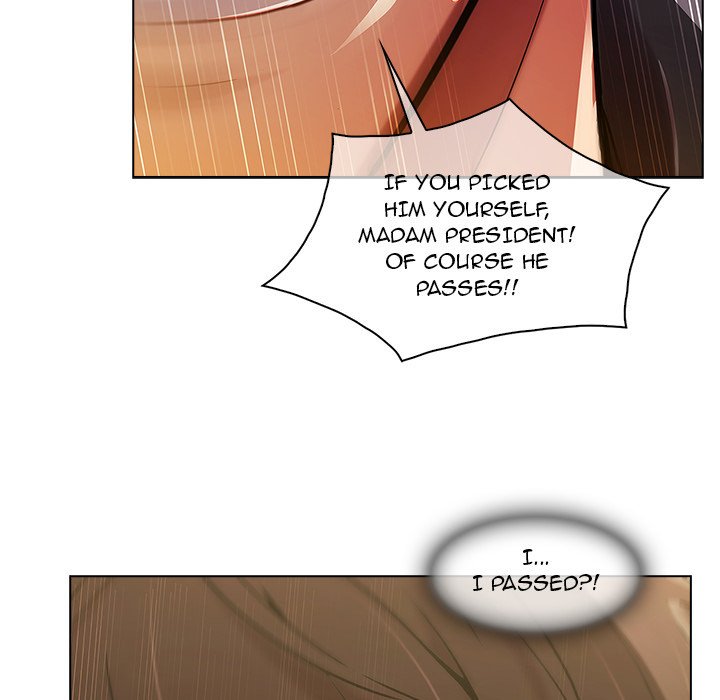 IF YOU PICKED
HIM YOURSELF,
MADAM PRESIDENT!
OF COURSE HE
PASSES!!
I...
I PASSED?!